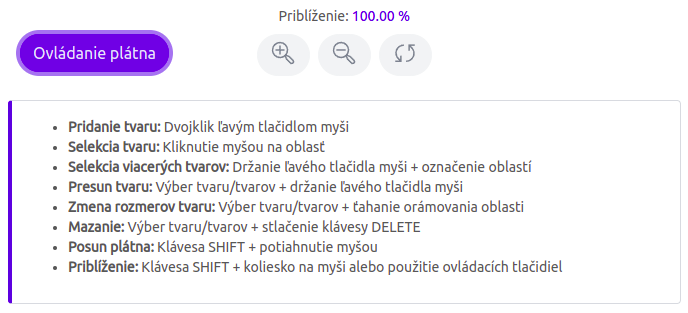 Priblíženie: 100.00 %
Ovládanie plátna
Pridanie tvaru: Dvojklik ľavým tlačidlom myši
Selekcia tvaru: Kliknutie myšou na oblasť
Selekcia viacerých tvarov: Držanie ľavého tlačidla myši + označenie oblastí
Presun tvaru: Výber tvaru/tvarov + držanie ľavého tlačidla myši
Zmena rozmerov tvaru: Výber tvaru/tvarov + ťahanie orámovania oblasti
Mazanie: Výber tvaru/tvarov + stlačenie klávesy DELETE
Posun plátna: Klávesa SHIFT + potiahnutie myšou
Priblíženie: Klávesa SHIFT + koliesko na myši alebo použitie ovládacích tlačidiel